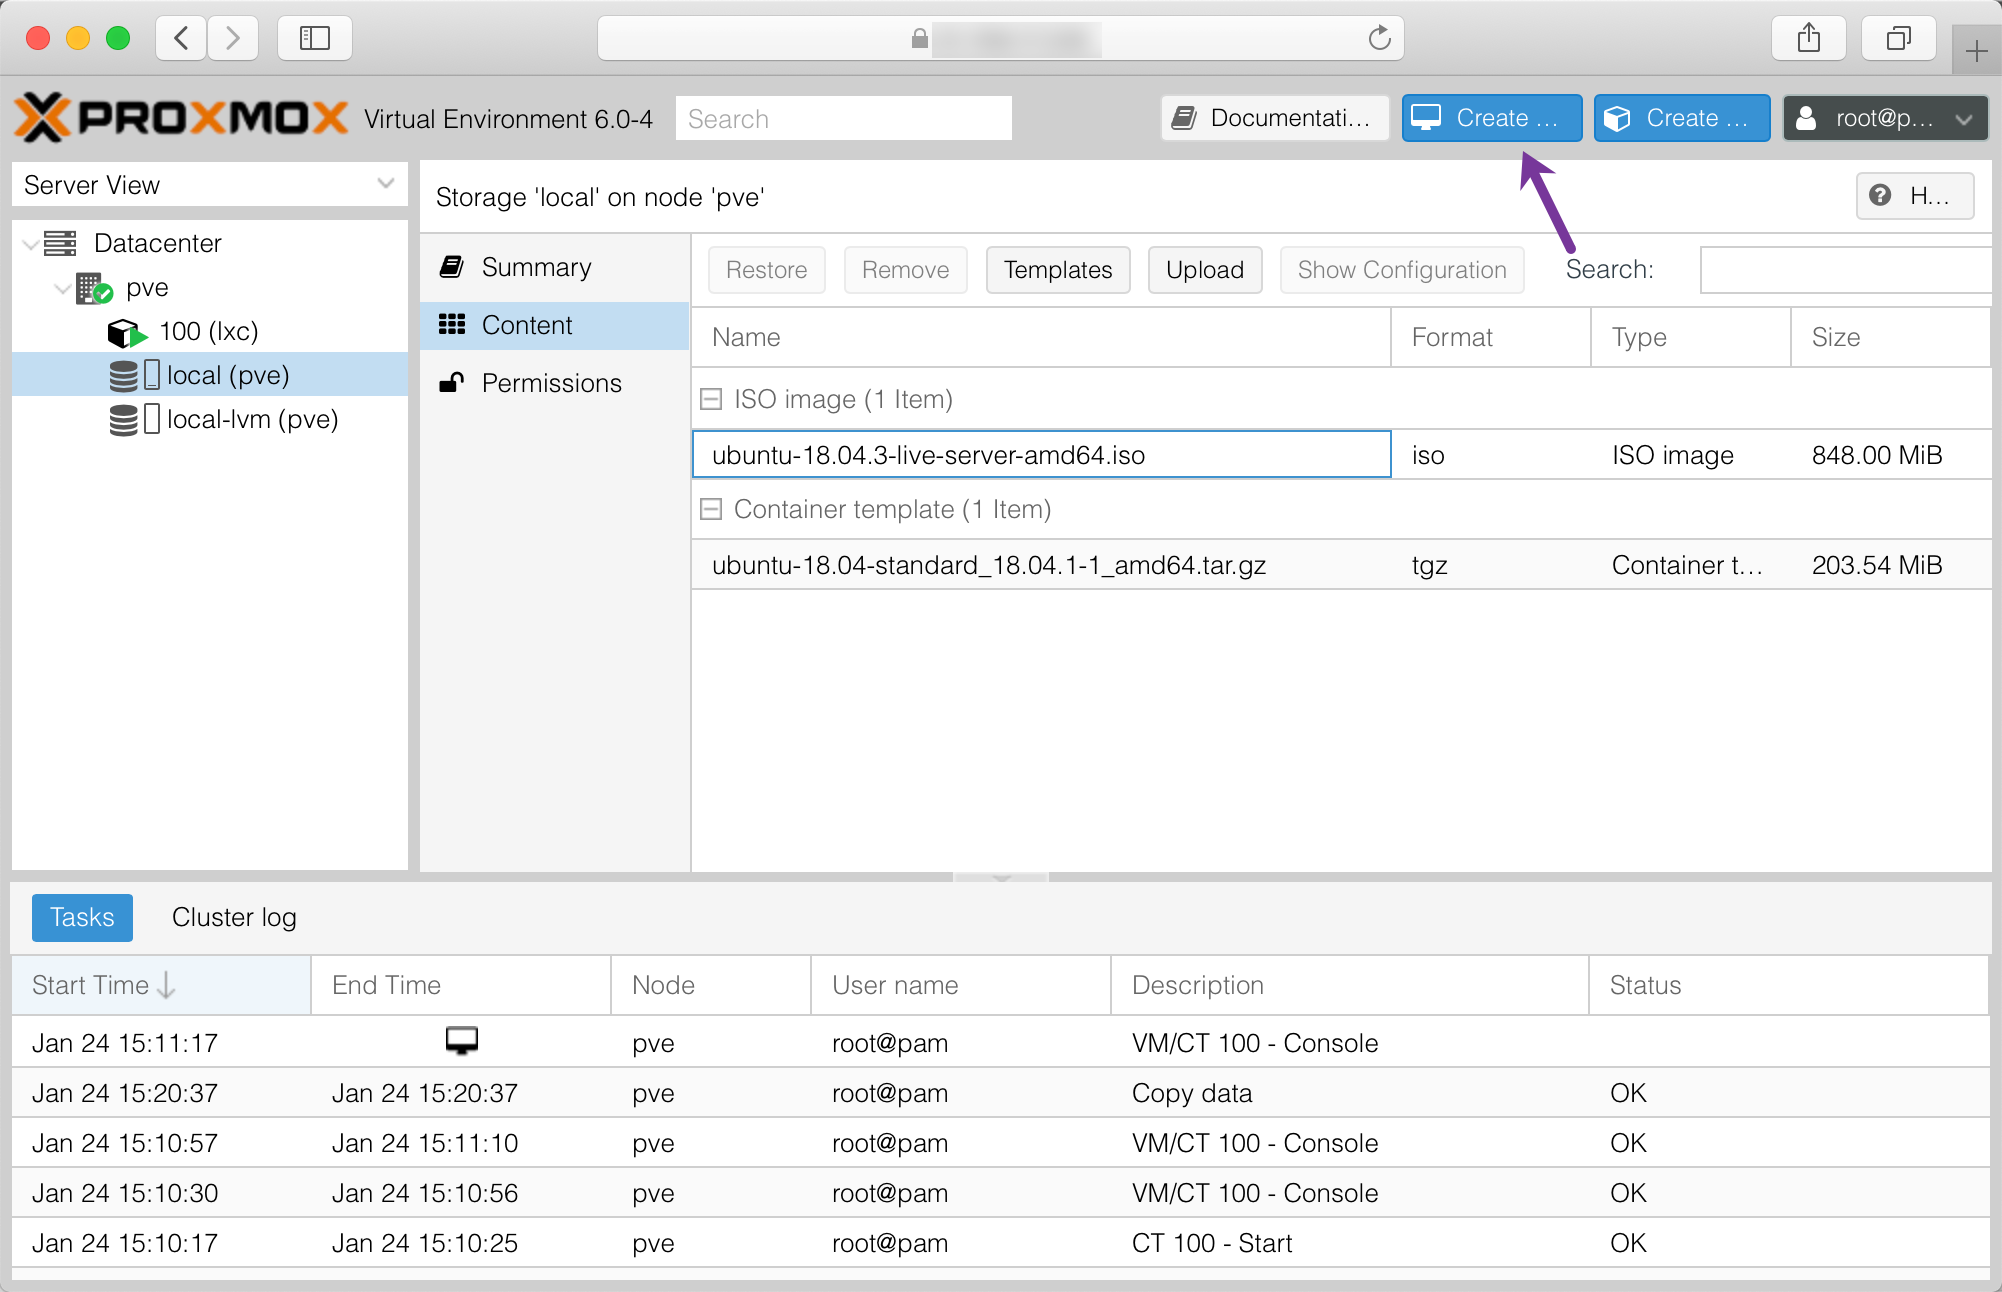 PROXMOX Virtual Environment 6.0-4 Search Documentati... Create ... Create ... root@p...
Server View
Datacenter
pve
100 (lxc)
local (pve)
local-lvm (pve)
Storage 'local' on node 'pve' H...
Summary
Content
Permissions
Restore Remove Templates Upload Show Configuration Search:
Name Format Type Size
ISO image (1 Item)
ubuntu-18.04.3-live-server-amd64.iso iso ISO image 848.00 MiB
Container template (1 Item)
ubuntu-18.04-standard_18.04.1-1_amd64.tar.gz tgz Container t... 203.54 MiB
Tasks Cluster log
Start Time End Time Node User name Description Status
Jan 24 15:11:17 pve root@pam VM/CT 100 - Console
Jan 24 15:20:37 Jan 24 15:20:37 pve root@pam Copy data OK
Jan 24 15:10:57 Jan 24 15:11:10 pve root@pam VM/CT 100 - Console OK
Jan 24 15:10:30 Jan 24 15:10:56 pve root@pam VM/CT 100 - Console OK
Jan 24 15:10:17 Jan 24 15:10:25 pve root@pam CT 100 - Start OK